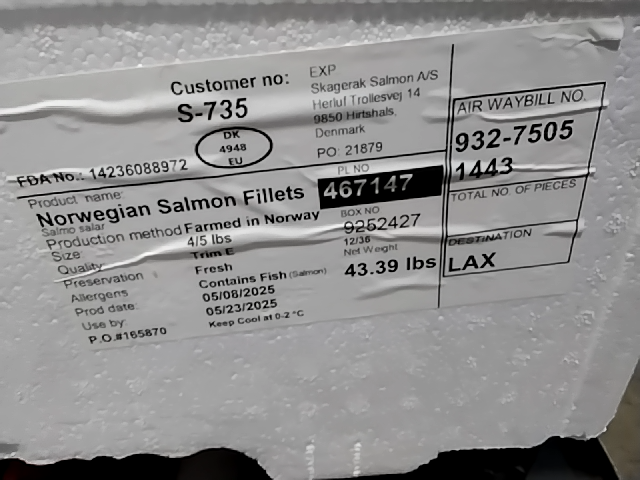 Customer no:
S-735
EXP
Skagerak Salmon A/S
Herluf Trollesvej 14
9850 Hirtshals,
Denmark
PO: 21879
DK
4948
EU
FDA No.: 14236088972
AIR WAYBILL NO.
932-7505
1443
TOTAL NO. OF PIECES
DESTINATION
LAX
Product name:
Norwegian Salmon Fillets
Salmo salar
PL NO
467147
Production method Farmed in Norway
BOX NO
9252427
Size 4/5 lbs
12/36
Quality Trim E
Net Weight
43.39 lbs
Preservation Fresh
Allergens Contains Fish (Salmon)
Prod date: 05/08/2025
Use by: 05/23/2025
P.O.#165870 Keep Cool at 0-2 °C